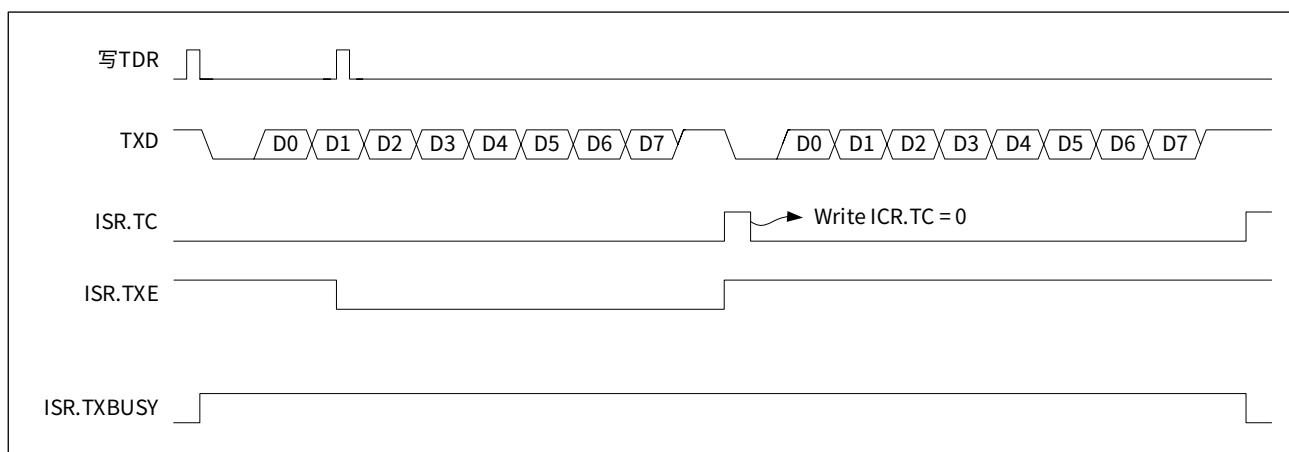 写TDR
TXD D0 D1 D2 D3 D4 D5 D6 D7 D0 D1 D2 D3 D4 D5 D6 D7
ISR.TC Write ICR.TC = 0
ISR.TXE
ISR.TXBUSY